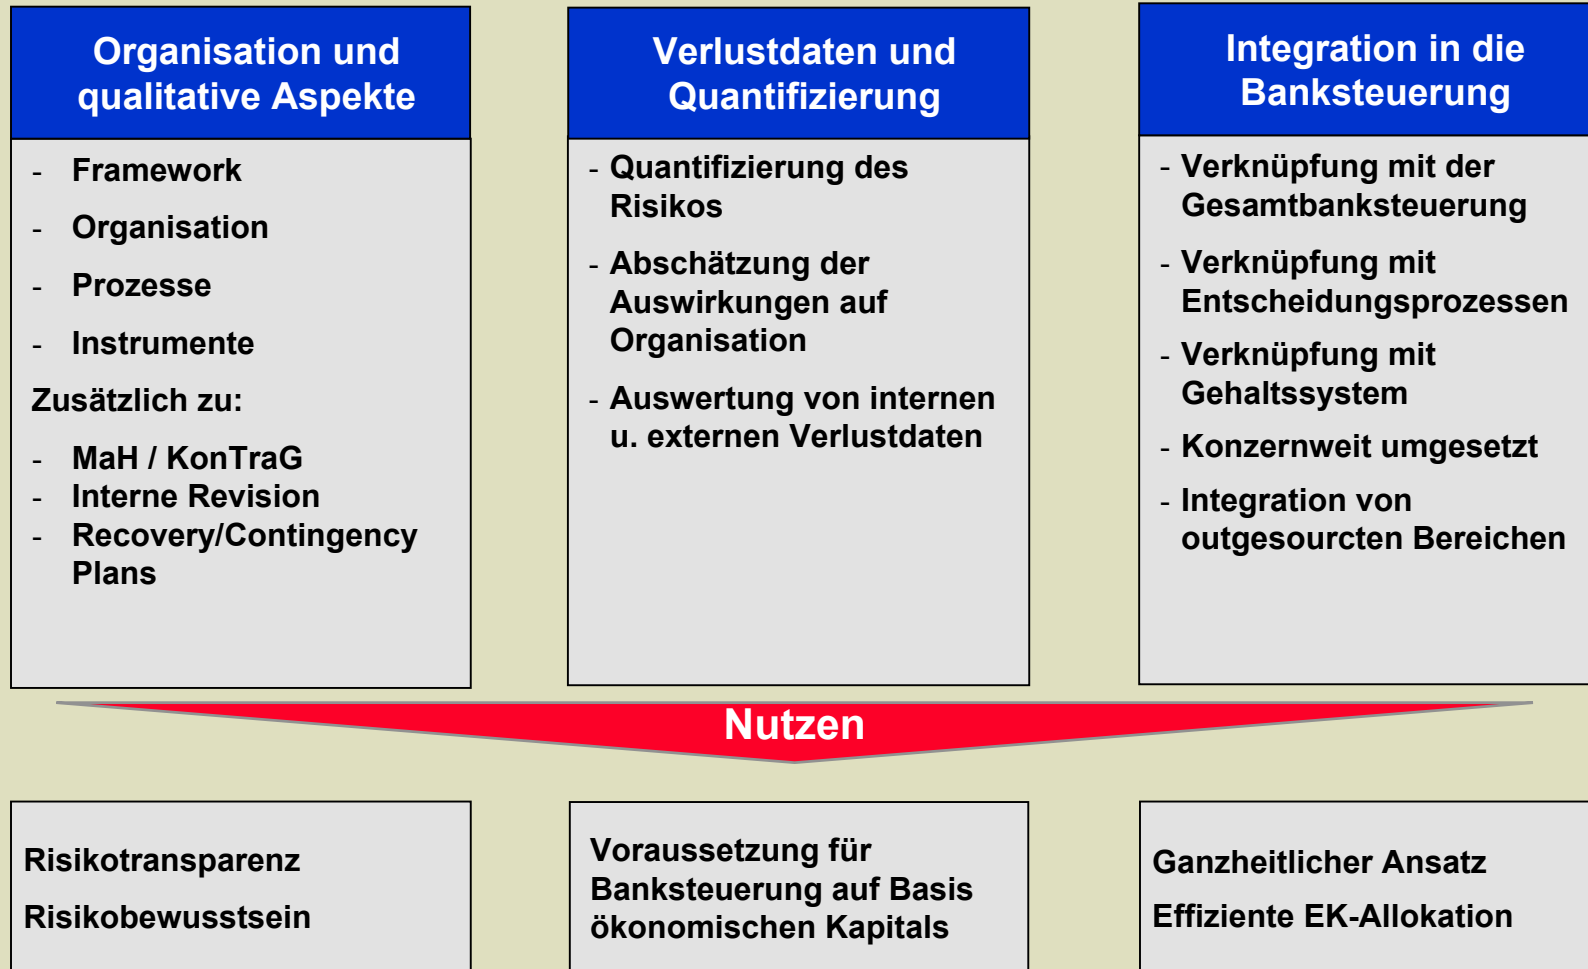 Organisation und
qualitative Aspekte
- Framework
- Organisation
- Prozesse
- Instrumente
Zusätzlich zu:
- MaH / KonTraG
- Interne Revision
- Recovery/Contingency
Plans
Verlustdaten und
Quantifizierung
- Quantifizierung des
Risikos
- Abschätzung der
Auswirkungen auf
Organisation
- Auswertung von internen
u. externen Verlustdaten
Integration in die
Banksteuerung
- Verknüpfung mit der
Gesamtbanksteuerung
- Verknüpfung mit
Entscheidungsprozessen
- Verknüpfung mit
Gehaltssystem
- Konzernweit umgesetzt
- Integration von
outgesourcten Bereichen
Nutzen
Risikotransparenz
Risikobewusstsein
Voraussetzung für
Banksteuerung auf Basis
ökonomischen Kapitals
Ganzheitlicher Ansatz
Effiziente EK-Allokation